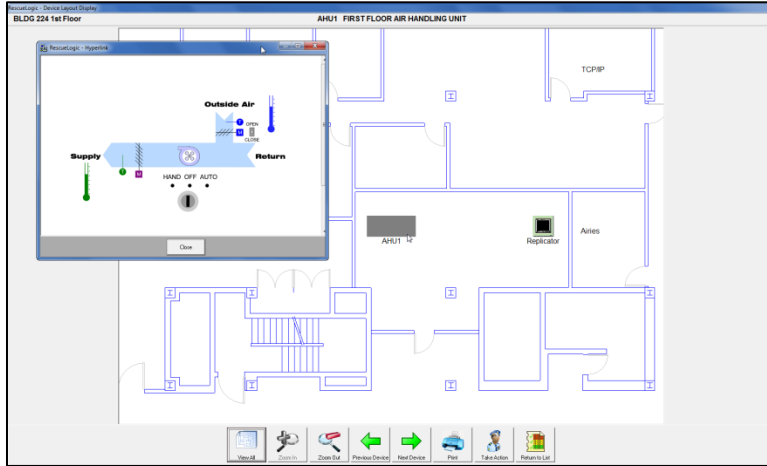 RescueLogic - Device Layout Display
BLDG 224 1st Floor
AHU1 FIRST FLOOR AIR HANDLING UNIT
RescueLogic - Hyperlink
Outside Air
T
OPEN
M
CLOSE
Supply
Return
T
M
HAND OFF AUTO
Close
TCP/IP
AHU1
Replicator
Airies
View All
Zoom In
Zoom Out
Previous Device
Next Device
Print
Take Action
Return to List